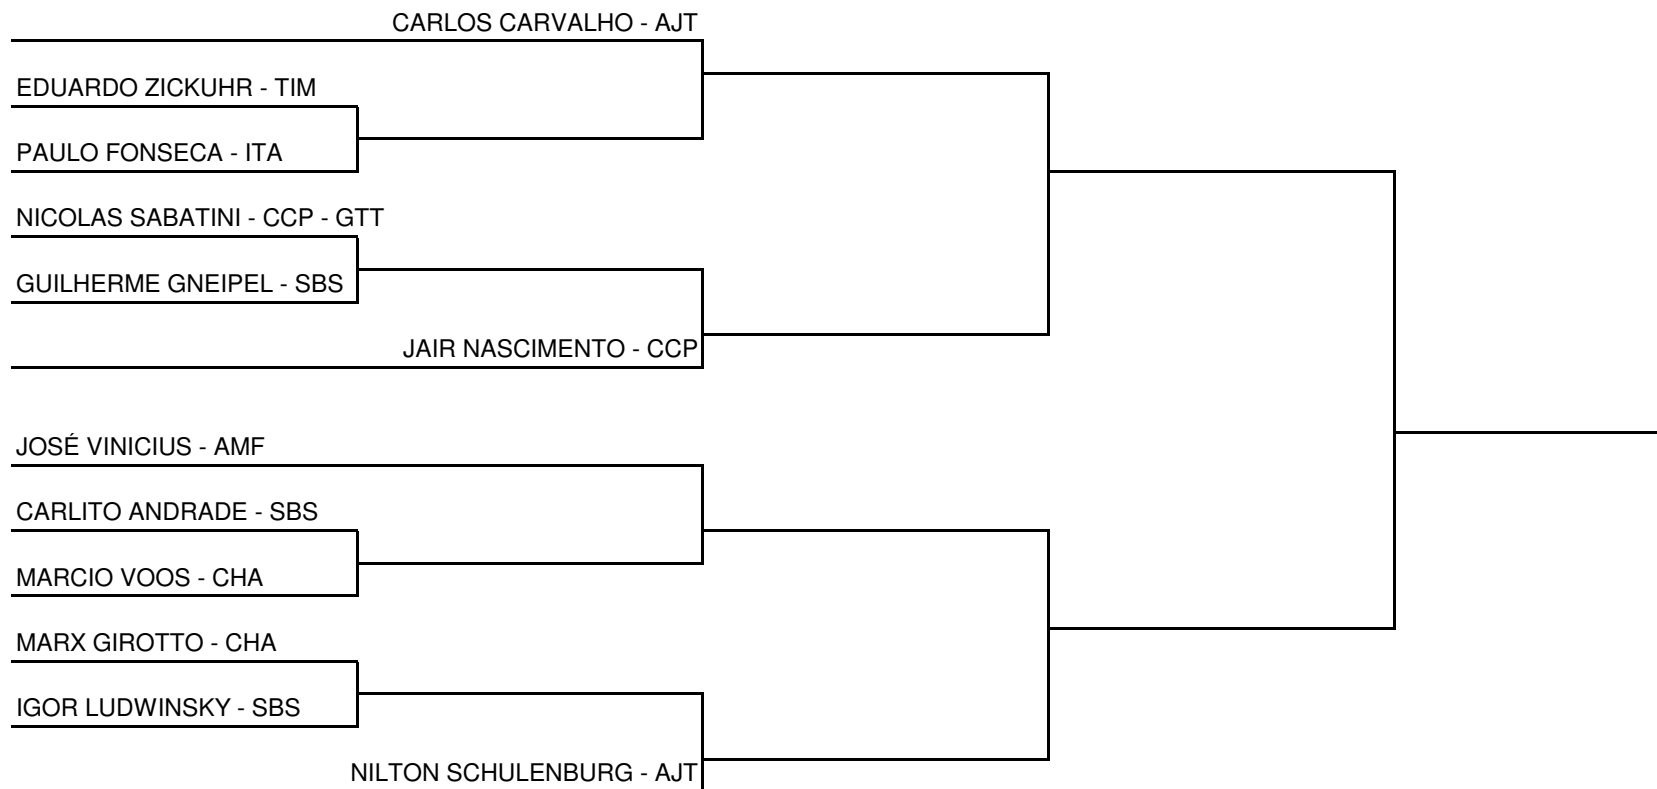 CARLOS CARVALHO - AJT
EDUARDO ZICKUHR - TIM
PAULO FONSECA - ITA
NICOLAS SABATINI - CCP - GTT
GUILHERME GNEIPEL - SBS
JAIR NASCIMENTO - CCP
JOSÉ VINICIUS - AMF
CARLITO ANDRADE - SBS
MARCIO VOOS - CHA
MARX GIROTTO - CHA
IGOR LUDWINSKY - SBS
NILTON SCHULENBURG - AJT